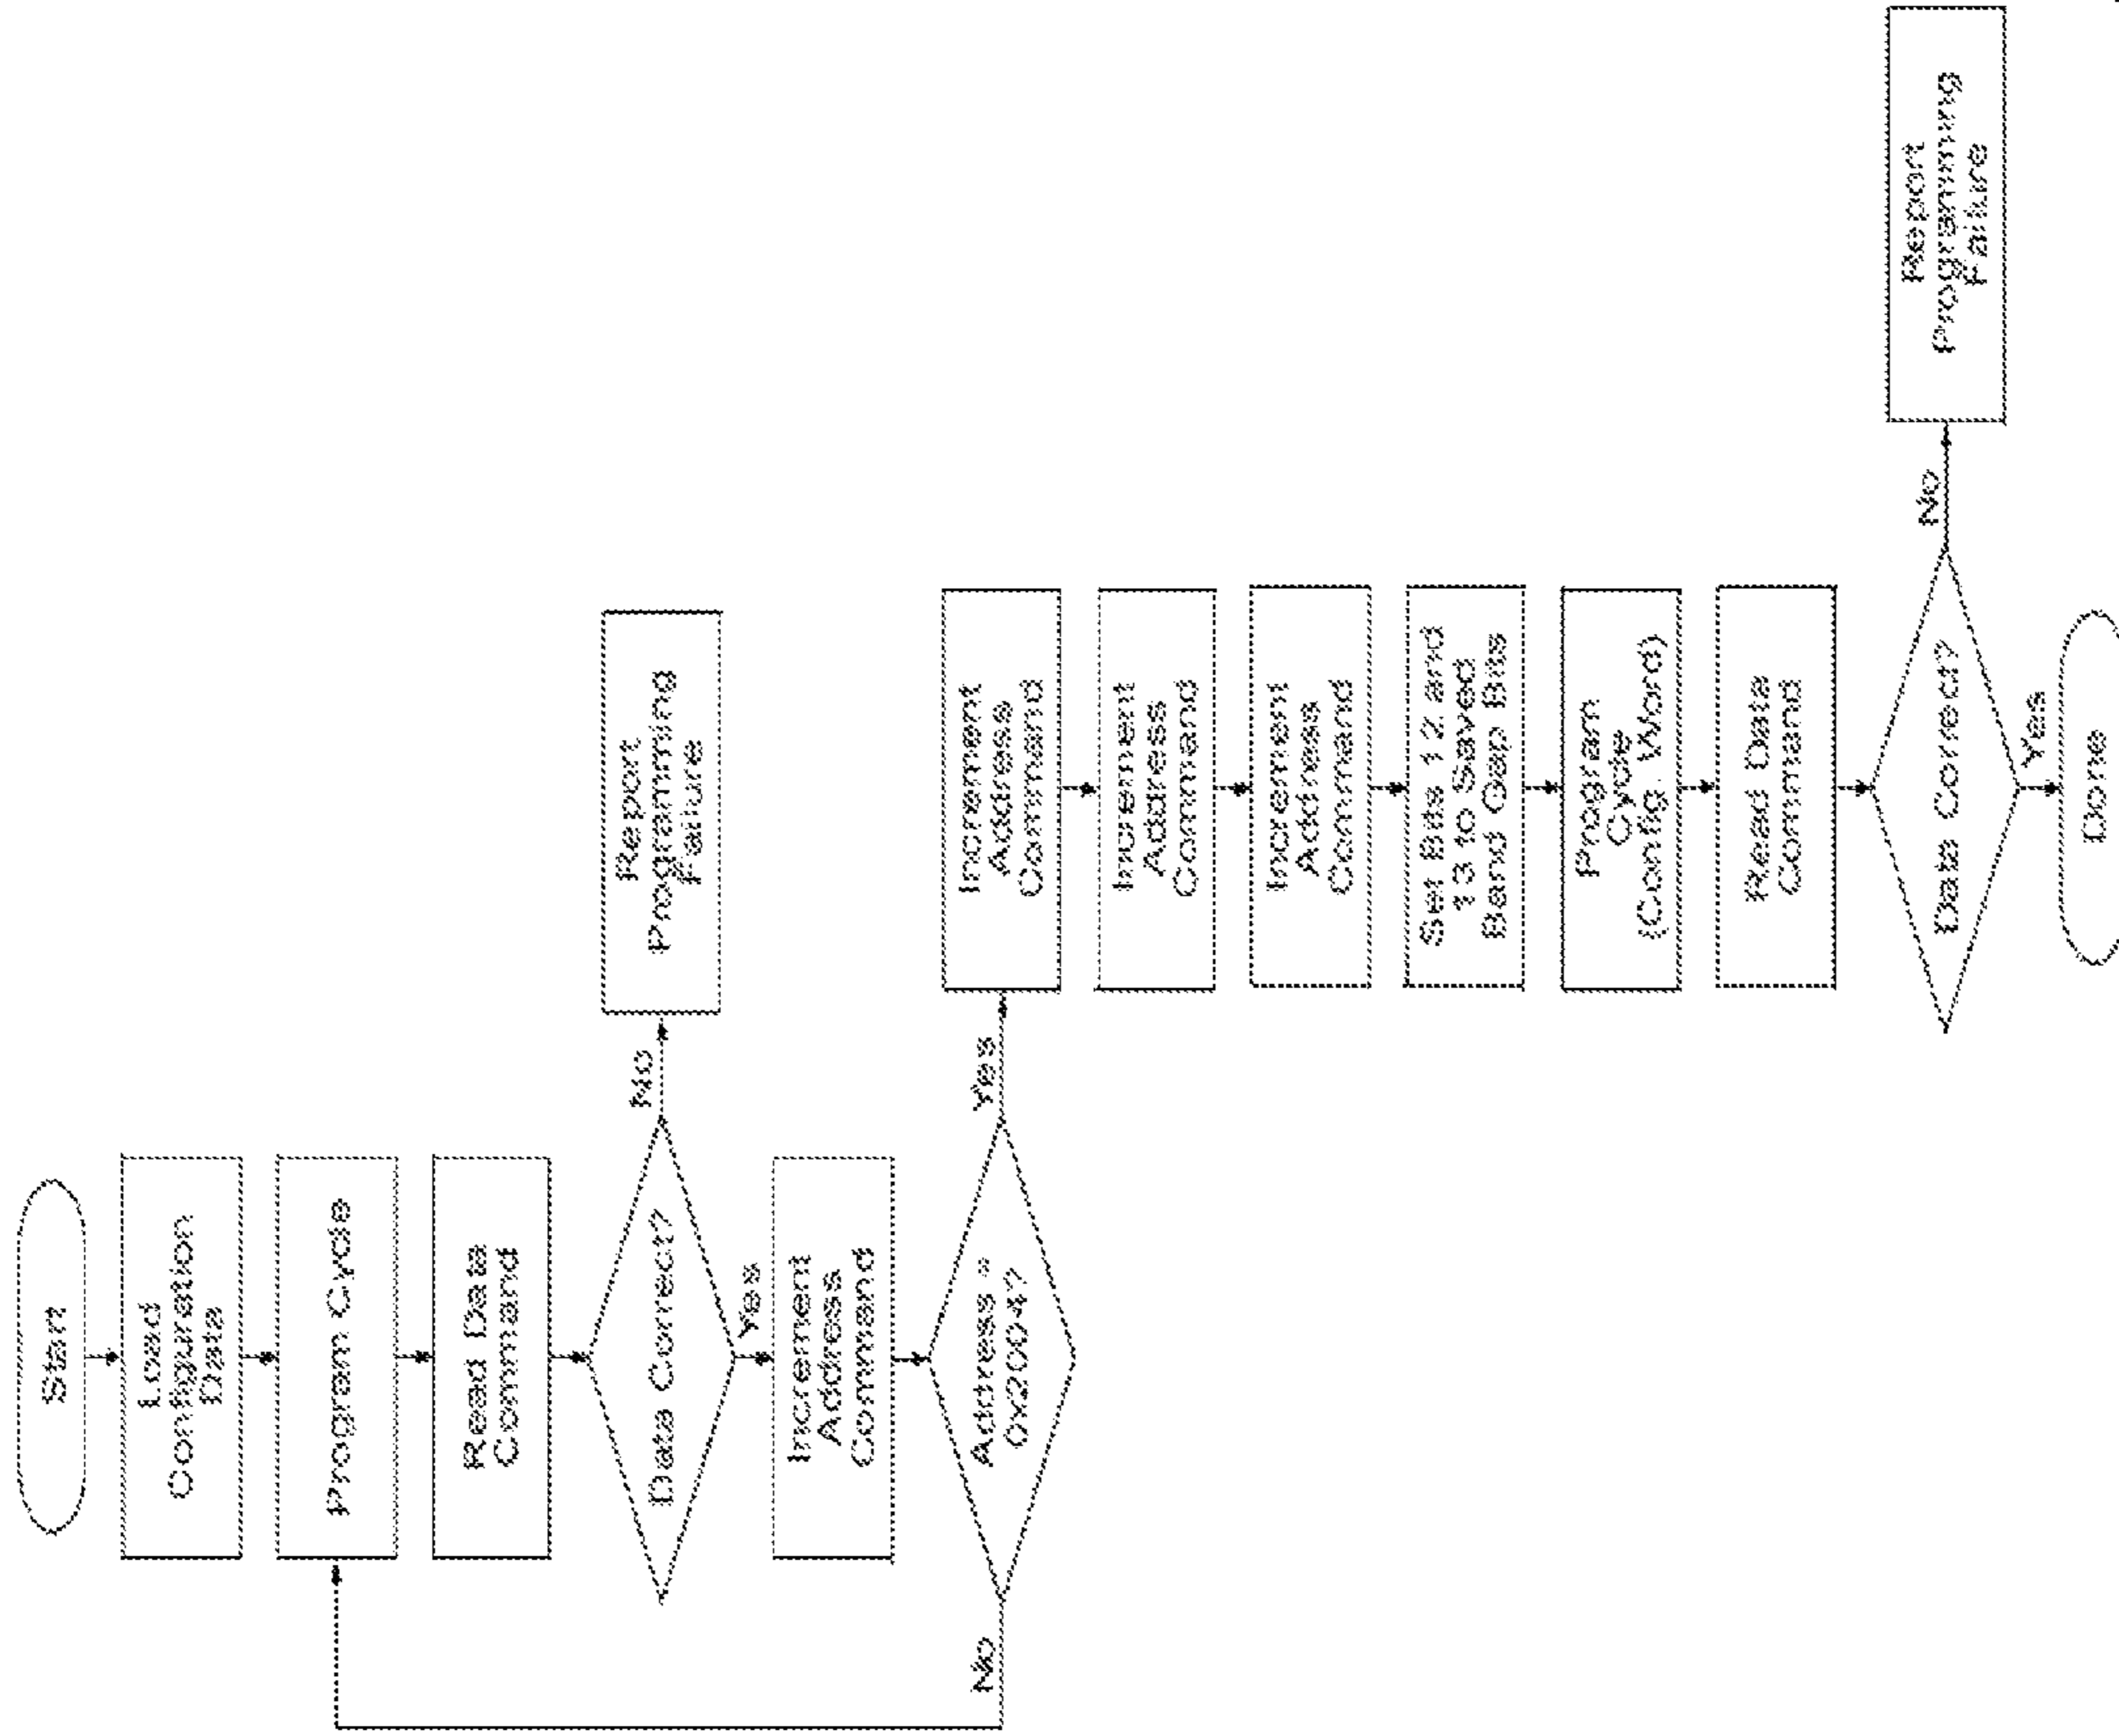 Start
Load
Configuration
Data
Program Cycle
Read Data
Command
Data Correct?
No
Report
Programming
Failure
Yes
Increment
Address
Command
Address =
0x2004?
No
Yes
Increment
Address
Command
Increment
Address
Command
Increment
Address
Command
Set Bits 12 and
13 to Saved
Band Gap Bits
Program
Cycle
(Config. Word)
Read Data
Command
Data Correct?
No
Report
Programming
Failure
Yes
Done